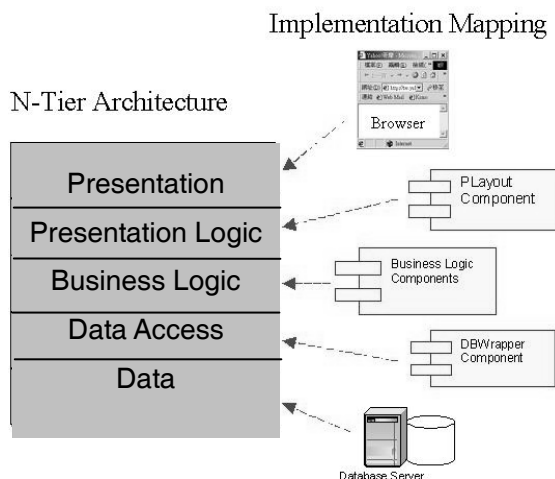 Implementation Mapping
N-Tier Architecture
Browser
Internet
Presentation
PLayout
Component
Presentation Logic
Business Logic
Business Logic
Components
Data Access
DBWrapper
Component
Data
Database Server